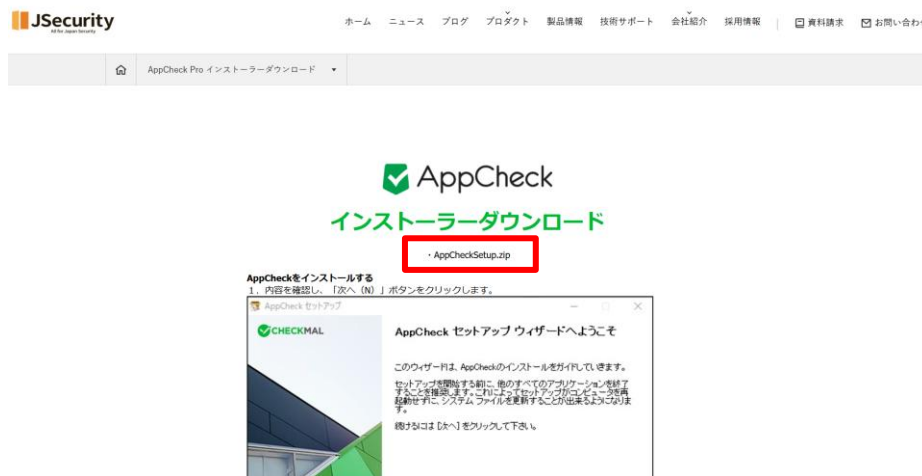 JSecurity
All for Japan Security
ホーム ニュース ブログ プロダクト 製品情報 技術サポート 会社紹介 採用情報 資料請求 お問い合わ
AppCheck Pro インストーラーダウンロード
AppCheck
インストーラーダウンロード
・AppCheckSetup.zip
AppCheckをインストールする
1. 内容を確認し、「次へ（N）」ボタンをクリックします。
AppCheck セットアップ
CHECKMAL
AppCheck セットアップ ウィザードへようこそ
このウィザードは、AppCheckのインストールをガイドしていきます。
セットアップを開始する前に、他のすべてのアプリケーションを終了
することを推奨します。これによってセットアップがコンピュータを再
起動せずに、システム ファイルを更新することが出来るようになりま
す。
続けるには [次へ] をクリックして下さい。